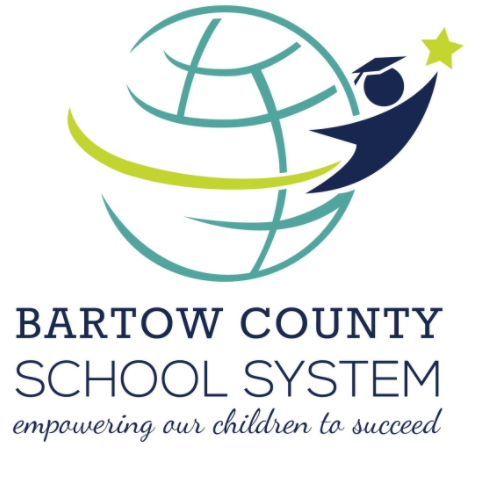 BARTOW COUNTY
SCHOOL SYSTEM
empowering our children to succeed